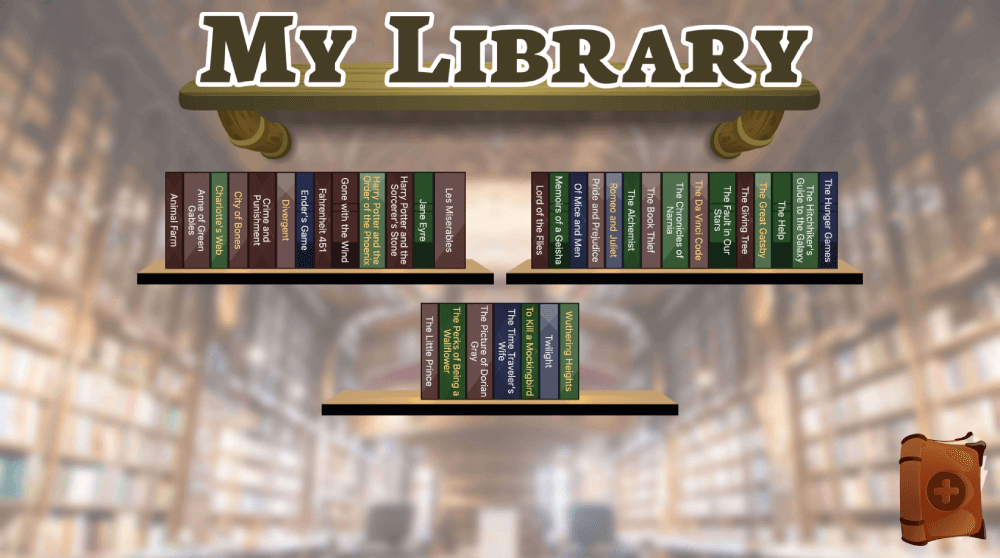 My Library
Animal Farm
Anne of Green
Gables
Charlotte's Web
City of Bones
Crime and
Punishment
Divergent
Ender's Game
Fahrenheit 451
Gone with the Wind
Harry Potter and the
Order of the Phoenix
Harry Potter and the
Sorcerer's Stone
Jane Eyre
Les Miserables
Lord of the Flies
Memoirs of a Geisha
Of Mice and Men
Pride and Prejudice
Romeo and Juliet
The Alchemist
The Book Thief
The Chronicles of
Narnia
The Da Vinci Code
The Fault in Our
Stars
The Giving Tree
The Great Gatsby
The Help
The Hitchhiker's
Guide to the Galaxy
The Hunger Games
The Little Prince
The Perks of Being a
Wallflower
The Picture of Dorian
Gray
The Time Traveler's
Wife
To Kill a Mockingbird
Twilight
Wuthering Heights